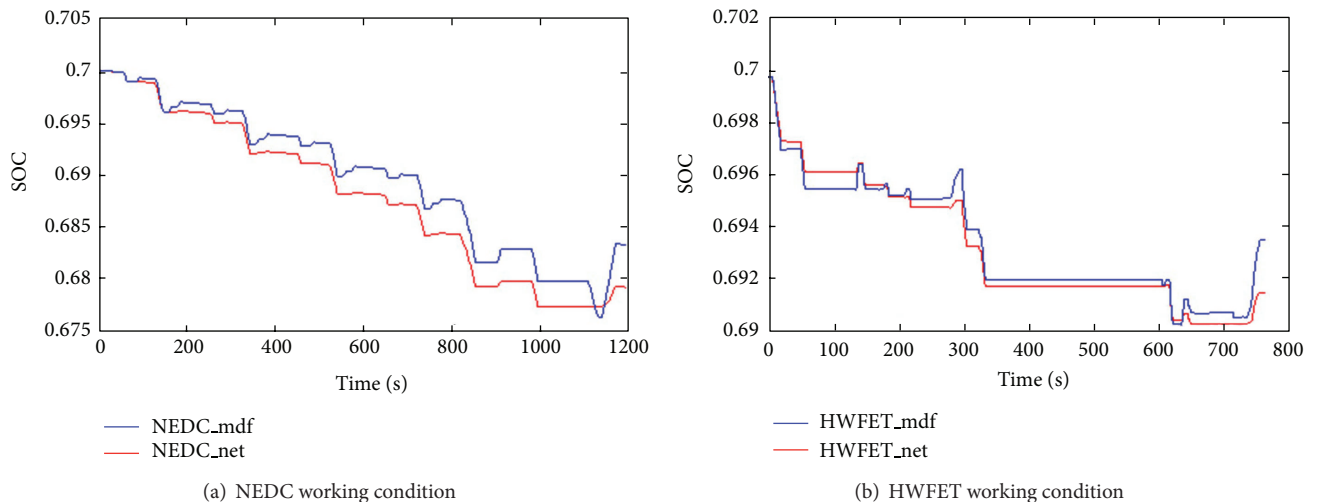 0.705
0.7
0.695
0.69
0.685
0.68
0.675
SOC
0 200 400 600 800 1000 1200
Time (s)
NEDC_mdf
NEDC_net
(a) NEDC working condition
0.702
0.7
0.698
0.696
0.694
0.692
0.69
SOC
0 100 200 300 400 500 600 700 800
Time (s)
HWFET_mdf
HWFET_net
(b) HWFET working condition